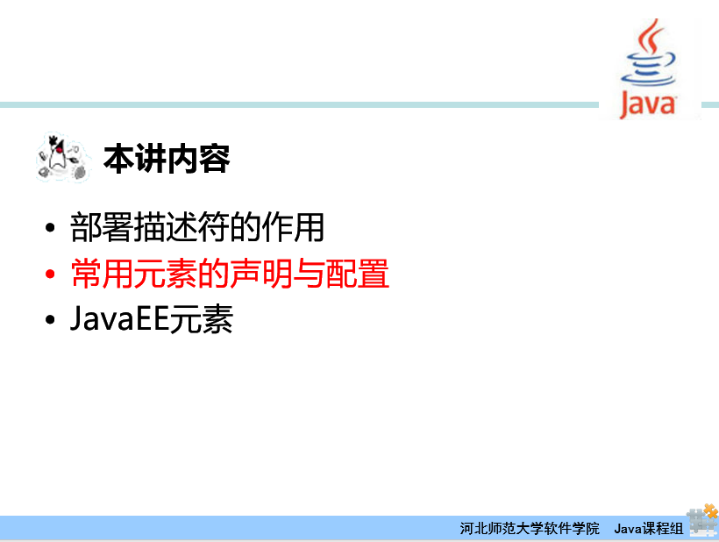 Java
本讲内容
• 部署描述符的作用
• 常用元素的声明与配置
• JavaEE元素
河北师范大学软件学院 Java课程组